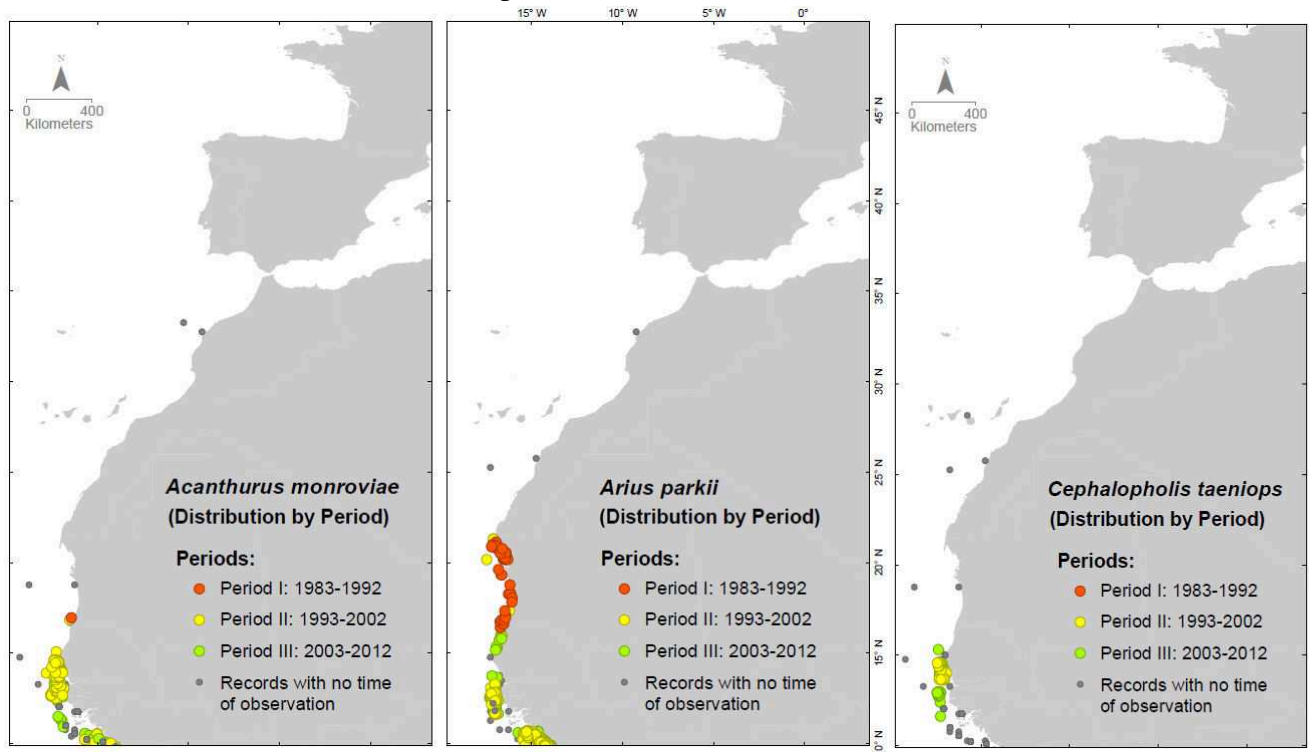 15° W 10° W 5° W 0°
N
0 400
Kilometers
Acanthurus monroviae
(Distribution by Period)
Periods:
Period I: 1983-1992
Period II: 1993-2002
Period III: 2003-2012
Records with no time
of observation
Arius parkii
(Distribution by Period)
Periods:
Period I: 1983-1992
Period II: 1993-2002
Period III: 2003-2012
Records with no time
of observation
45° N
40° N
35° N
30° N
25° N
20° N
15° N
0° N
N
0 400
Kilometers
Cephalopholis taeniops
(Distribution by Period)
Periods:
Period I: 1983-1992
Period II: 1993-2002
Period III: 2003-2012
Records with no time
of observation